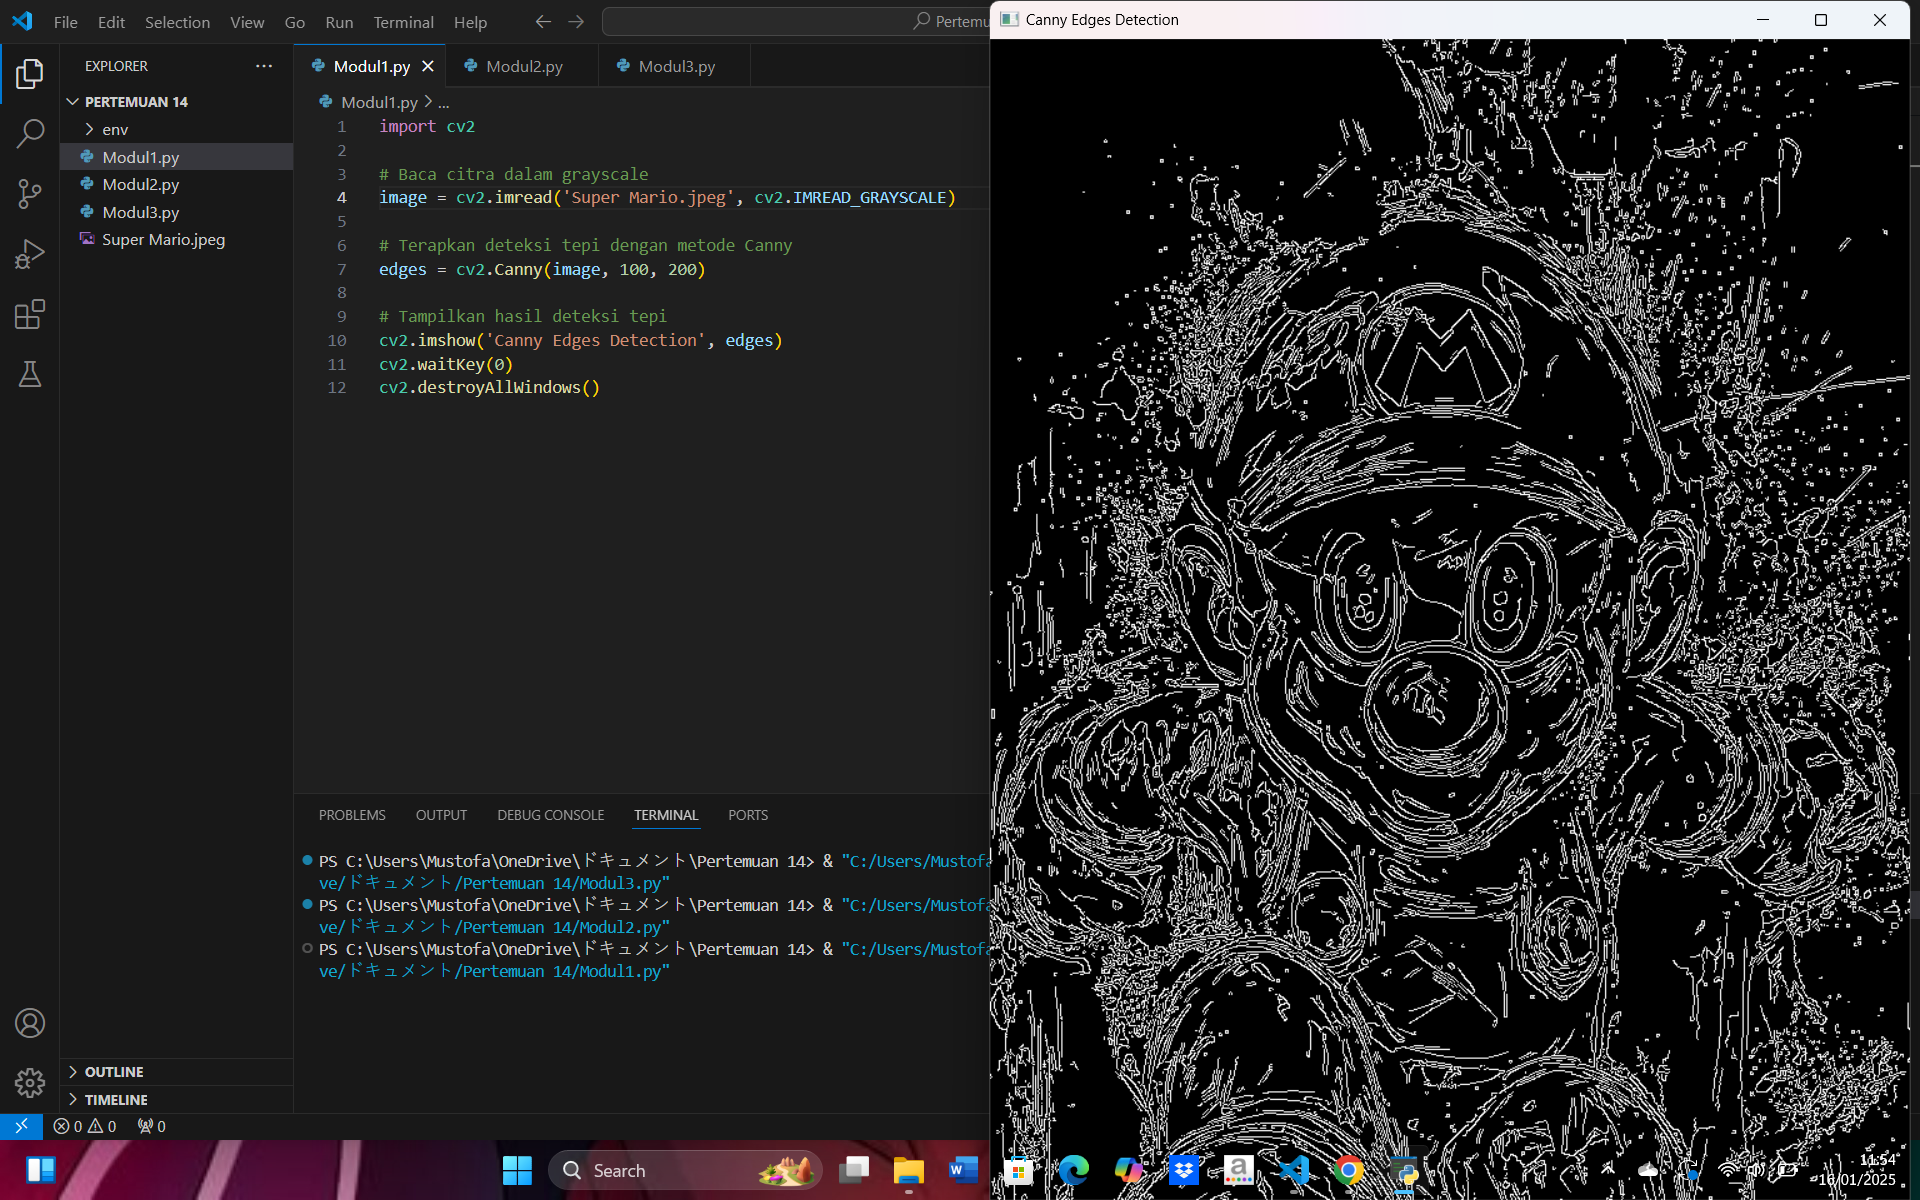 File Edit Selection View Go Run Terminal Help
Canny Edges Detection
EXPLORER
PERTEMUAN 14
env
Modul1.py
Modul2.py
Modul3.py
Super Mario.jpeg
OUTLINE
TIMELINE
Modul1.py Modul2.py Modul3.py
Modul1.py > ...
1 import cv2
2
3 # Baca citra dalam grayscale
4 image = cv2.imread('Super Mario.jpeg', cv2.IMREAD_GRAYSCALE)
5
6 # Terapkan deteksi tepi dengan metode Canny
7 edges = cv2.Canny(image, 100, 200)
8
9 # Tampilkan hasil deteksi tepi
10 cv2.imshow('Canny Edges Detection', edges)
11 cv2.waitKey(0)
12 cv2.destroyAllWindows()
M
PROBLEMS OUTPUT DEBUG CONSOLE TERMINAL PORTS
PS C:\Users\Mustofa\OneDrive\ドキュメント\Pertemuan 14> & "C:/Users/Mustofa
ve/ドキュメント/Pertemuan 14/Modul3.py"
PS C:\Users\Mustofa\OneDrive\ドキュメント\Pertemuan 14> & "C:/Users/Mustofa
ve/ドキュメント/Pertemuan 14/Modul2.py"
PS C:\Users\Mustofa\OneDrive\ドキュメント\Pertemuan 14> & "C:/Users/Mustofa
ve/ドキュメント/Pertemuan 14/Modul1.py"
0 0 0
Search
11:54
16/01/2025